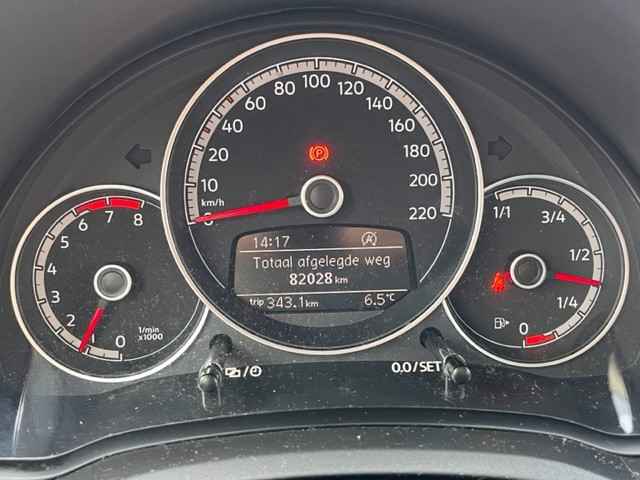 100
80
120
60
140
40
160
20
180
10
200
km/h
0
220
P
14:17
A
Totaal afgelegde weg
82028 km
trip 343.1 km
6.5°C
8
7
6
5
4
3
2
1
0
1/min
x1000
1/1
3/4
1/2
1/4
0
0.0/SET